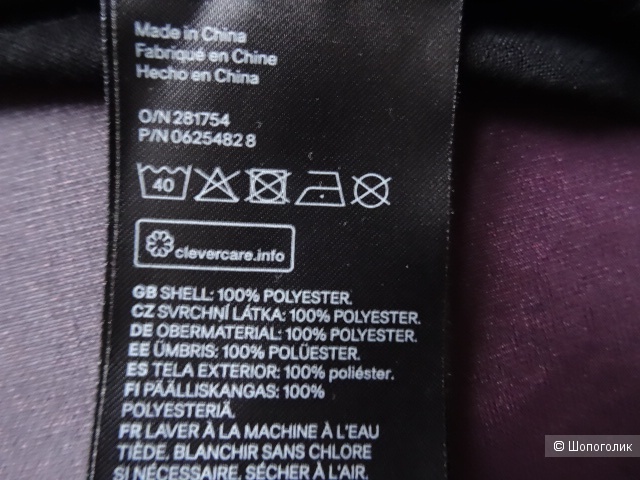 Made in China
Fabriqué en Chine
Hecho en China
O/N 281754
P/N 0625482 8
40
clevercare.info
GB SHELL: 100% POLYESTER.
CZ SVRCHNÍ LÁTKA: 100% POLYESTER.
DE OBERMATERIAL: 100% POLYESTER.
EE ÜMBRIS: 100% POLÜESTER.
ES TELA EXTERIOR: 100% poliéster.
FI PÄÄLLISKANGAS: 100%
POLYESTERIÄ.
FR LAVER À LA MACHINE À L'EAU
TIÈDE, BLANCHIR SANS CHLORE
SI NÉCESSAIRE, SÉCHER À L'AIR,
© Шопоголик